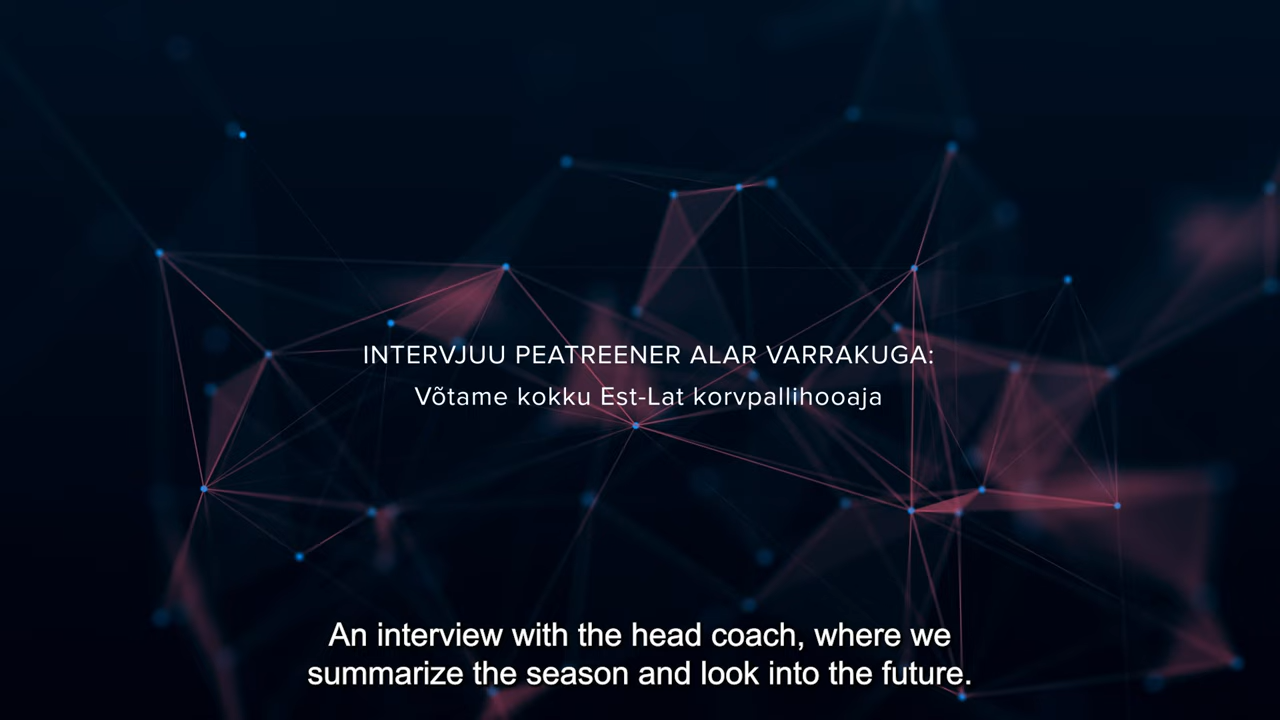 INTERVJUU PEATREENER ALAR VARRAKUGA:
Võtame kokku Est-Lat korvpallihooaja
An interview with the head coach, where we
summarize the season and look into the future.